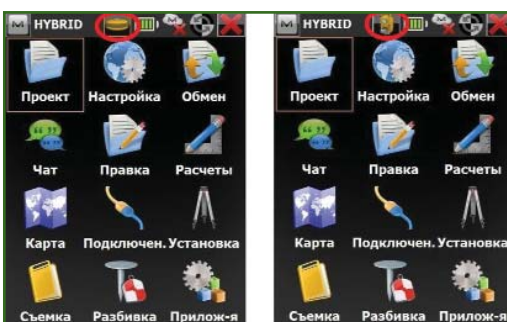 HYBRID
Проект Настройка Обмен
Чат Правка Расчеты
Карта Подключен. Установка
Съемка Разбивка Прилож-я
HYBRID
Проект Настройка Обмен
Чат Правка Расчеты
Карта Подключен. Установка
Съемка Разбивка Прилож-я